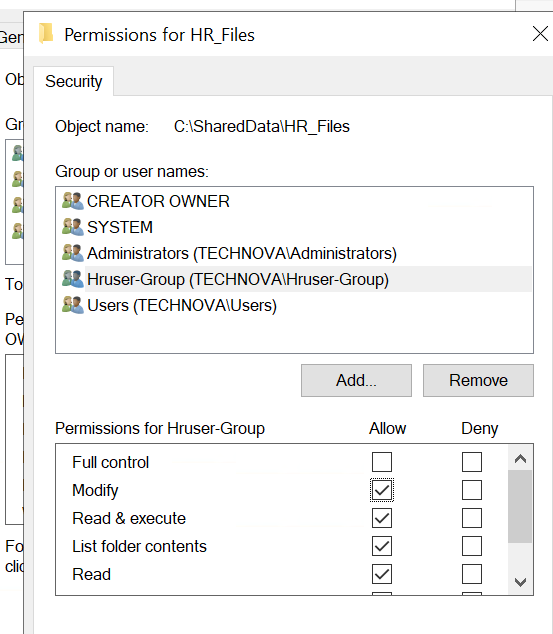 Permissions for HR_Files
Gen
Security
Ob
Object name: C:\SharedData\HR_Files
Gr
Group or user names:
CREATOR OWNER
SYSTEM
Administrators (TECHNOVA\Administrators)
Hruser-Group (TECHNOVA\Hruser-Group)
Users (TECHNOVA\Users)
To
Pe
OW
Add... Remove
Permissions for Hruser-Group Allow Deny
Full control
Modify
Read & execute
List folder contents
Read
Fo
clic